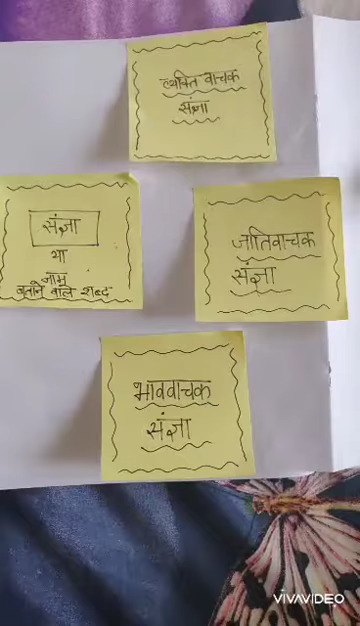 व्यक्ति वाचक
संज्ञा
संज्ञा
या
नाम
बताने वाले शब्द
जातिवाचक
संज्ञा
भाववाचक
संज्ञा
VIVAVIDEO